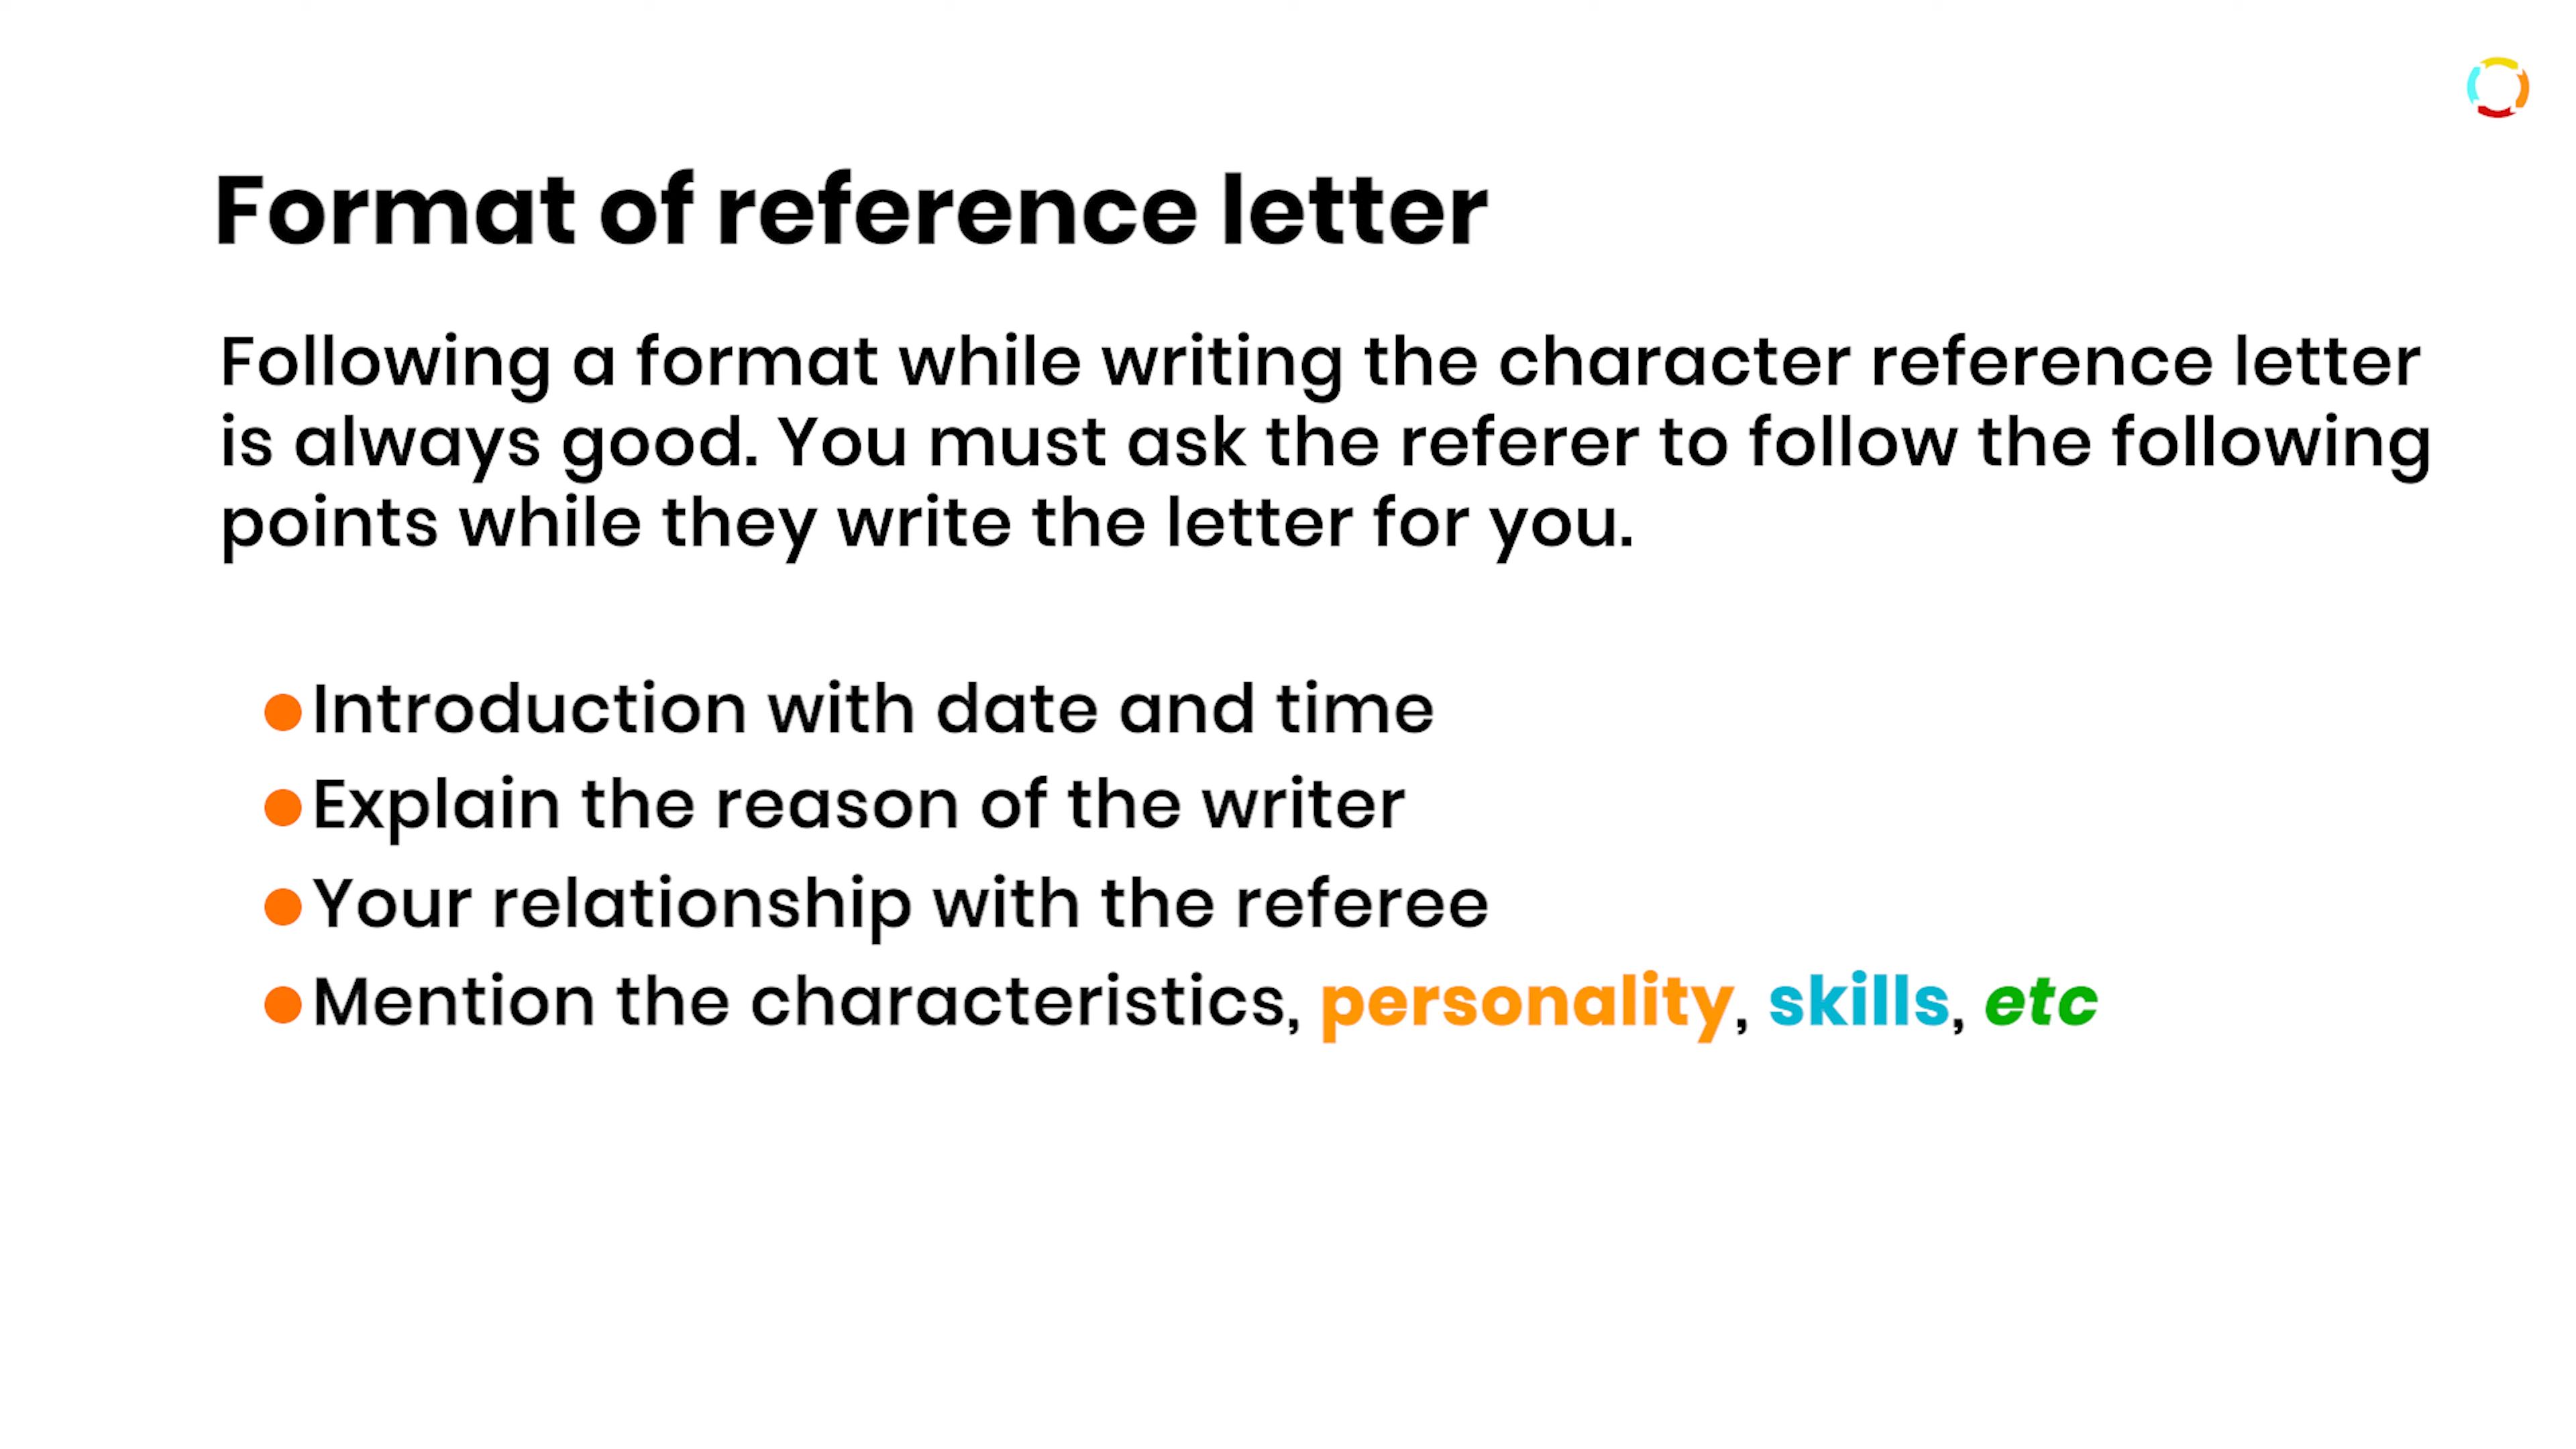 Format of reference letter
Following a format while writing the character reference letter
is always good. You must ask the referer to follow the following
points while they write the letter for you.
Introduction with date and time
Explain the reason of the writer
Your relationship with the referee
Mention the characteristics, personality, skills, etc